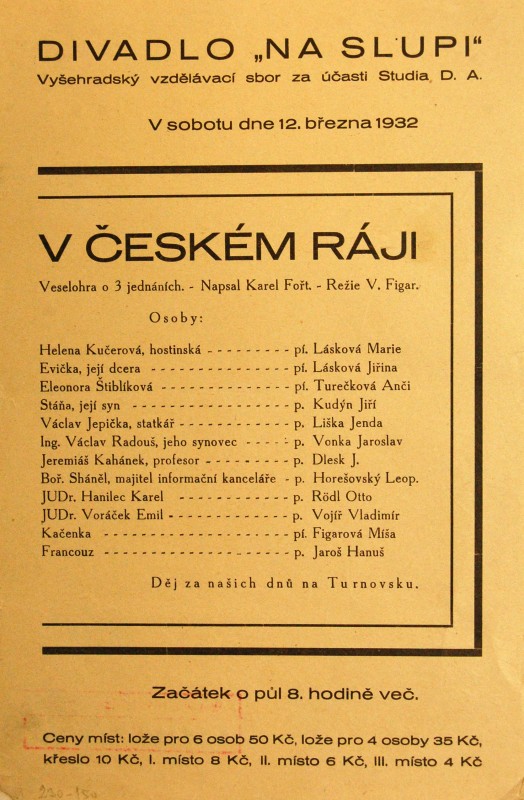 DIVADLO „NA SLUPI“
Vyšehradský vzdělávací sbor za účasti Studia D. A.
V sobotu dne 12. března 1932
V ČESKÉM RÁJI
Veselohra o 3 jednáních. - Napsal Karel Fořt. - Režie V. Figar.
Osoby:
Helena Kučerová, hostinská - - - - - - - - - pí. Lásková Marie
Evička, její dcera - - - - - - - - - - - - - - - pí. Lásková Jiřina
Eleonora Štiblíková - - - - - - - - - - - - - - pí. Turečková Anči
Stáňa, její syn - - - - - - - - - - - - - - - - - p. Kudýn Jiří
Václav Jepička, statkář - - - - - - - - - - - - p. Liška Jenda
Ing. Václav Radouš, jeho synovec - - - - - p. Vonka Jaroslav
Jeremiáš Kahánek, profesor - - - - - - - - - p. Dlesk J.
Boř. Sháněl, majitel informační kanceláře - p. Horešovský Leop.
JUDr. Hanilec Karel - - - - - - - - - - - - - p. Rödl Otto
JUDr. Voráček Emil - - - - - - - - - - - - - p. Vojíř Vladimír
Kačenka - - - - - - - - - - - - - - - - - - - - pí. Figarová Míša
Francouz - - - - - - - - - - - - - - - - - - - p. Jaroš Hanuš
Děj za našich dnů na Turnovsku.
Začátek o půl 8. hodině več.
Ceny míst: lože pro 6 osob 50 Kč, lože pro 4 osoby 35 Kč,
křeslo 10 Kč, I. místo 8 Kč, II. místo 6 Kč, III. místo 4 Kč